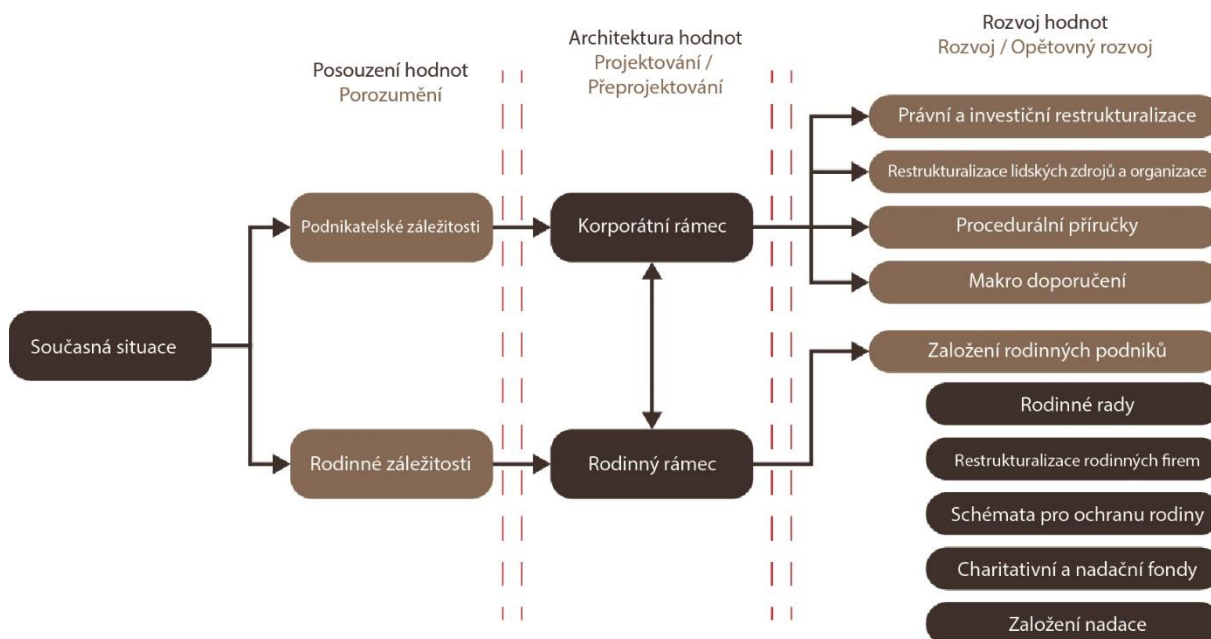 Posouzení hodnot
Porozumění
Architektura hodnot
Projektování /
Přeprojektování
Rozvoj hodnot
Rozvoj / Opětovný rozvoj
Současná situace
Podnikatelské záležitosti
Rodinné záležitosti
Korporátní rámec
Rodinný rámec
Právní a investiční restrukturalizace
Restrukturalizace lidských zdrojů a organizace
Procedurální příručky
Makro doporučení
Založení rodinných podniků
Rodinné rady
Restrukturalizace rodinných firem
Schémata pro ochranu rodiny
Charitativní a nadační fondy
Založení nadace